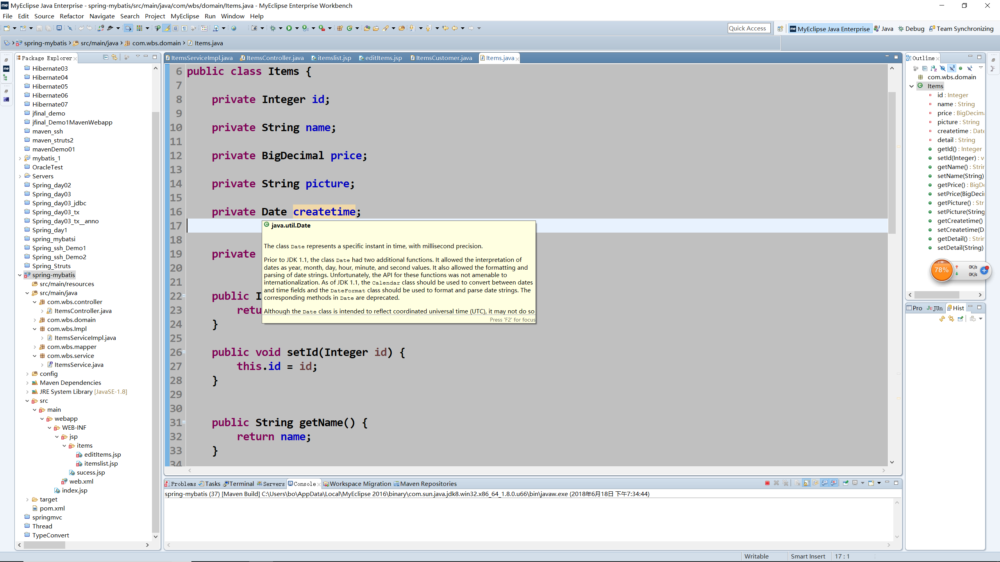 MyEclipse Java Enterprise - spring-mybatis/src/main/java/com/wbs/domain/Items.java - MyEclipse Enterprise Workbench
File Edit Source Refactor Navigate Search Project MyEclipse Run Window Help
Quick Access
MyEclipse Java Enterprise Java Debug Team Synchronizing
spring-mybatis src/main/java com.wbs.domain Items.java
Package Explorer
Hibernate03
Hibernate04
Hibernate05
Hibernate06
Hibernate07
jfinal_demo
jfinal_Demo1MavenWebapp
maven_ssh
maven_struts2
mavenDemo01
mybatis_1
OracleTest
Servers
Spring_day02
Spring_day03
Spring_day03_jdbc
Spring_day03_tx
Spring_day03_tx__anno
Spring_day1
spring_mybatsi
Spring_ssh_Demo1
Spring_ssh_Demo2
Spring_Struts
spring-mybatis
src/main/resources
src/main/java
com.wbs.controller
ItemsController.java
com.wbs.domain
com.wbs.Impl
ItemsServiceImpl.java
com.wbs.mapper
com.wbs.service
ItemsService.java
config
Maven Dependencies
JRE System Library [JavaSE-1.8]
src
main
webapp
WEB-INF
jsp
items
editItems.jsp
itemslist.jsp
sucess.jsp
web.xml
index.jsp
target
pom.xml
springmvc
Thread
TypeConvert
ItemsServiceImpl.java ItemsController.java itemslist.jsp editItems.jsp ItemsCustomer.java Items.java
6 public class Items {
7
8 private Integer id;
9
10 private String name;
11
12 private BigDecimal price;
13
14 private String picture;
15
16 private Date createtime;
17
18
19 private
20
21
22 public I
23 retu
24 }
25
26 public void setId(Integer id) {
27 this.id = id;
28 }
29
30
31 public String getName() {
32 return name;
33 }
34
java.util.Date
The class Date represents a specific instant in time, with millisecond precision.
Prior to JDK 1.1, the class Date had two additional functions. It allowed the interpretation of
dates as year, month, day, hour, minute, and second values. It also allowed the formatting and
parsing of date strings. Unfortunately, the API for these functions was not amenable to
internationalization. As of JDK 1.1, the Calendar class should be used to convert between dates
and time fields and the DateFormat class should be used to format and parse date strings. The
corresponding methods in Date are deprecated.
Although the Date class is intended to reflect coordinated universal time (UTC), it may not do so
Press 'F2' for focus
Problems Tasks Terminal Servers Console Workspace Migration Maven Repositories
spring-mybatis (37) [Maven Build] C:\Users\bo\AppData\Local\MyEclipse 2016\binary\com.sun.java.jdk8.win32.x86_64_1.8.0.u66\bin\javaw.exe (2018年6月18日 下午7:34:44)
Outline
com.wbs.domain
Items
id : Integer
name : String
price : BigDecima
picture : String
createtime : Date
detail : String
getId() : Integer
setId(Integer) : v
getName() : Strin
setName(String)
getPrice() : BigDe
setPrice(BigDeci
getPicture() : Str
setPicture(String
getCreatetime()
setCreatetime(D
getDetail() : Strin
setDetail(String)
78%
0K/s
0K/s
Pro JUn Hist
Writable Smart Insert 17 : 1